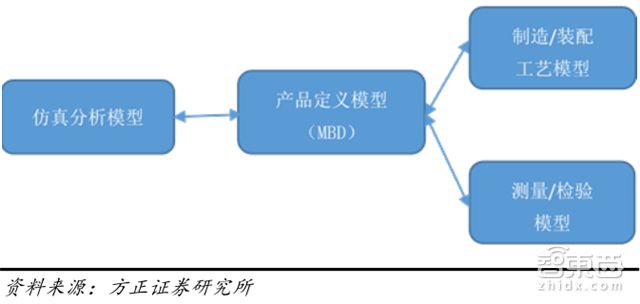 制造/装配
工艺模型
仿真分析模型
产品定义模型
（MBD）
测量/检验
模型
智東西
zhidx.com
资料来源：方正证券研究所